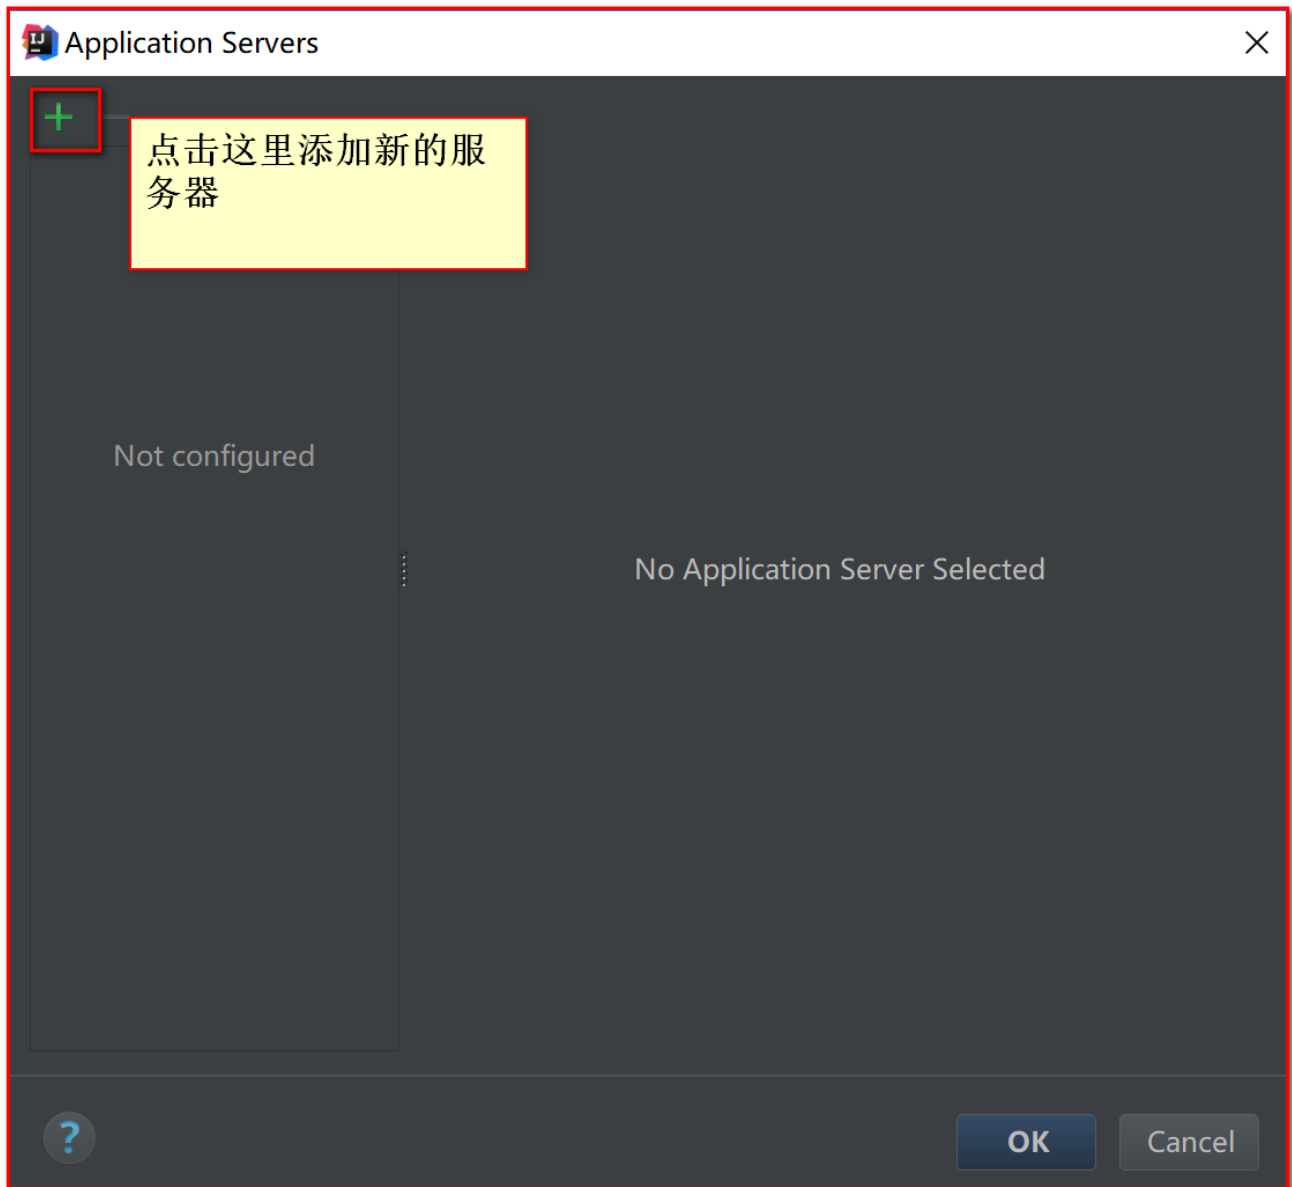 Application Servers
点击这里添加新的服
务器
Not configured
No Application Server Selected
?
OK Cancel